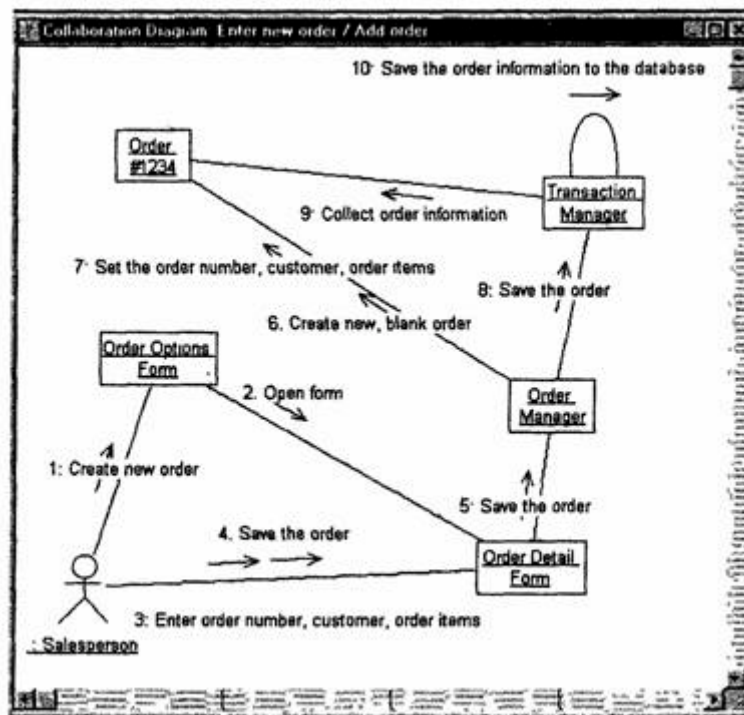 Collaboration Diagram: Enter new order / Add order
10: Save the order information to the database
Order
#1234
Transaction
Manager
9: Collect order information
7: Set the order number, customer, order items
8: Save the order
6. Create new, blank order
Order Options
Form
2. Open form
Order
Manager
1: Create new order
5: Save the order
4. Save the order
Order Detail
Form
3: Enter order number, customer, order items
: Salesperson